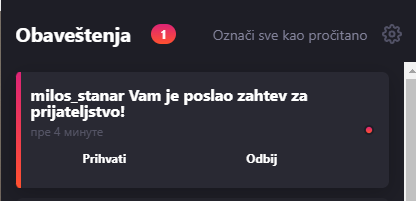 Obaveštenja 1 Označi sve kao pročitano
milos_stanar Vam je poslao zahtev za
prijateljstvo!
пре 4 минуте
Prihvati Odbij